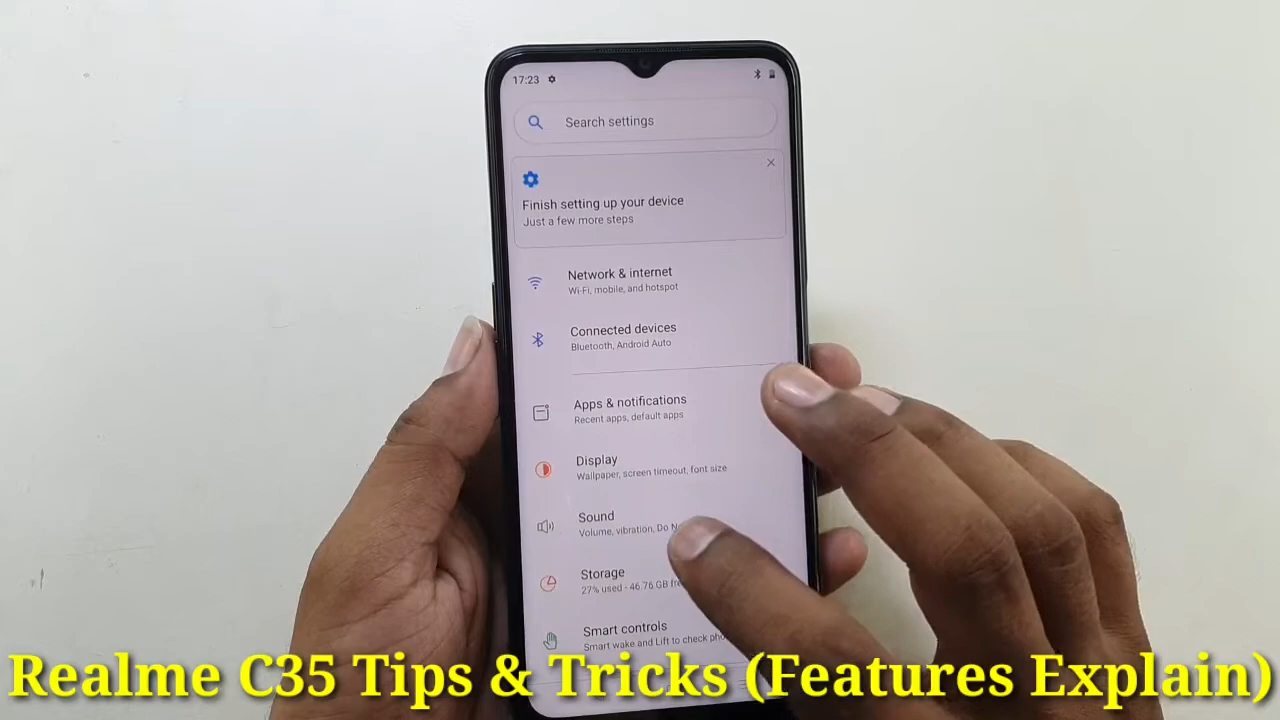 17:23
Search settings
Finish setting up your device
Just a few more steps
Network & internet
Wi-Fi, mobile, and hotspot
Connected devices
Bluetooth, Android Auto
Apps & notifications
Recent apps, default apps
Display
Wallpaper, screen timeout, font size
Sound
Volume, vibration, Do
Storage
27% used - 46.76 GB
Smart controls
Smart wake and Lift to check
Realme C35 Tips & Tricks (Features Explain)